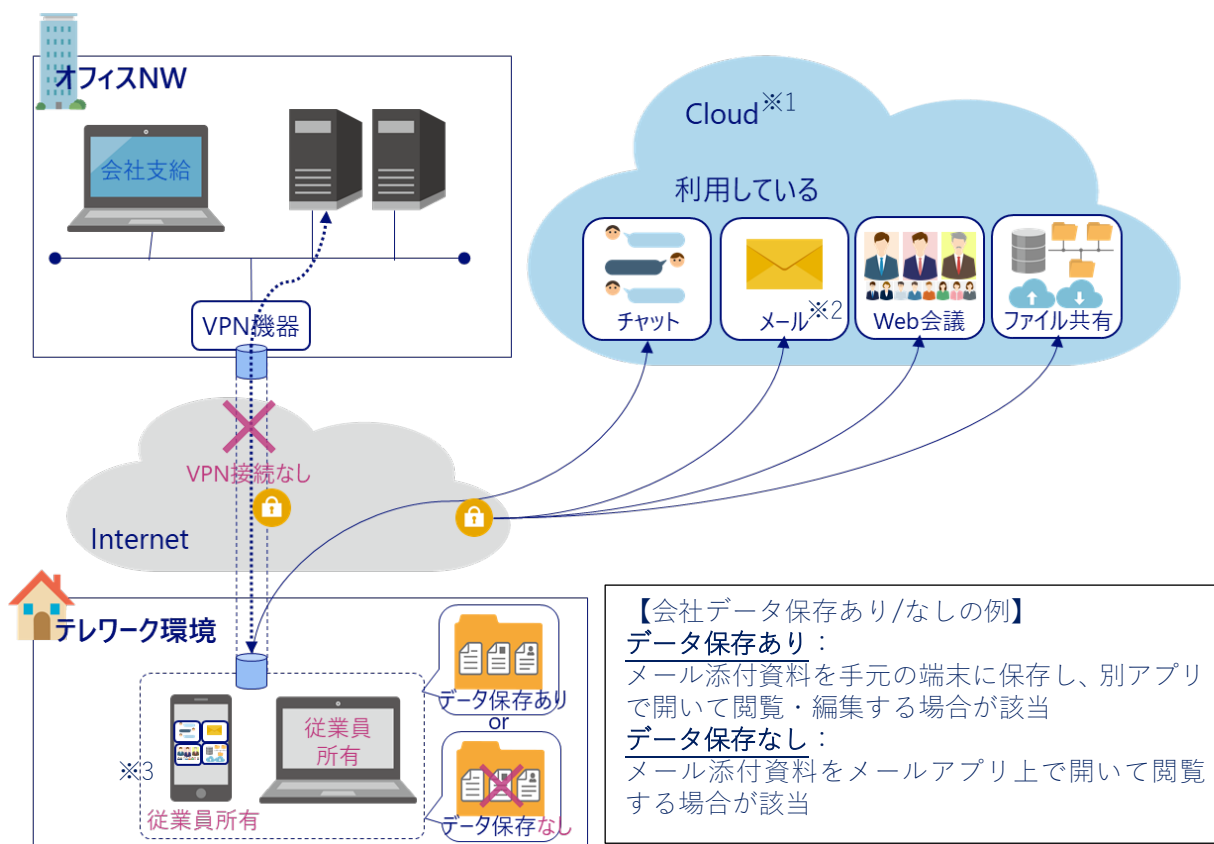 オフィスNW
会社支給
VPN機器
Cloud※1
利用している
チャット
メール※2
Web会議
ファイル共有
VPN接続なし
Internet
テレワーク環境
データ保存あり
or
データ保存なし
従業員
所有
※3
従業員所有
【会社データ保存あり/なしの例】
データ保存あり：
メール添付資料を手元の端末に保存し、別アプリ
で開いて閲覧・編集する場合が該当
データ保存なし：
メール添付資料をメールアプリ上で開いて閲覧
する場合が該当